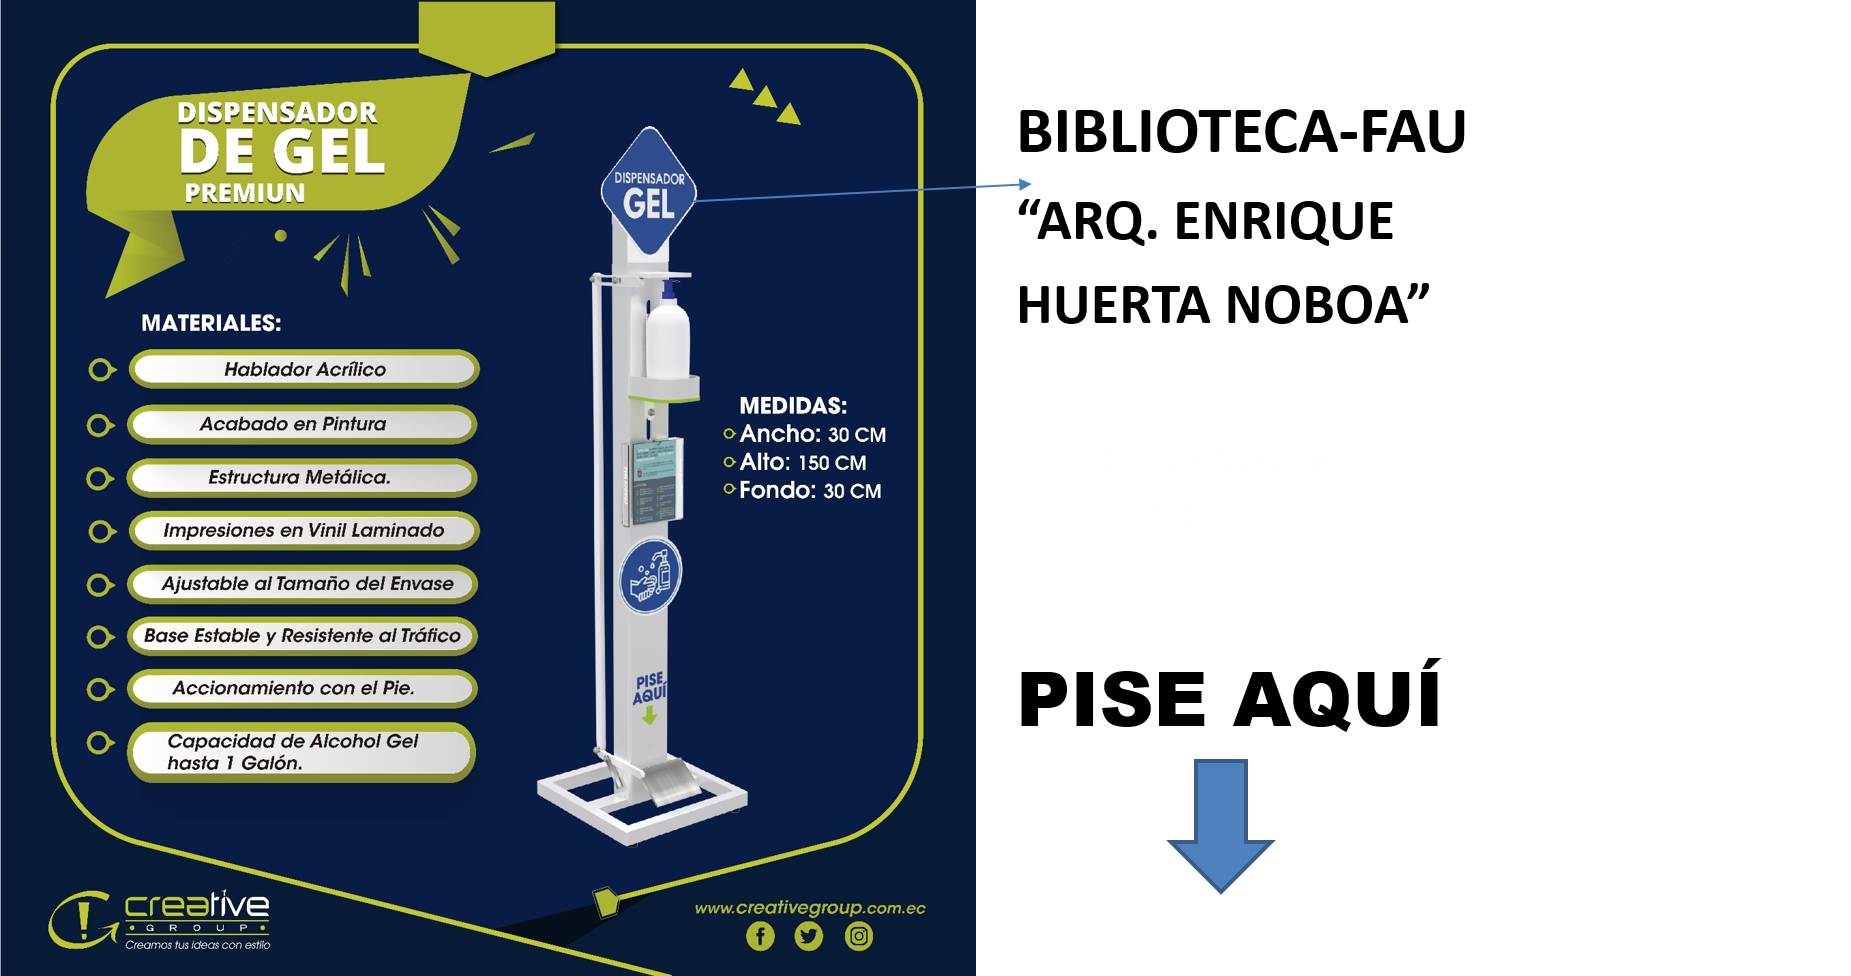 DISPENSADOR
DE GEL
PREMIUN
MATERIALES:
Hablador Acrílico
Acabado en Pintura
Estructura Metálica.
Impresiones en Vinil Laminado
Ajustable al Tamaño del Envase
Base Estable y Resistente al Tráfico
Accionamiento con el Pie.
Capacidad de Alcohol Gel
hasta 1 Galón.
DISPENSADOR
GEL
PISE
AQUÍ
MEDIDAS:
Ancho: 30 CM
Alto: 150 CM
Fondo: 30 CM
creative
GROUP
Creamos tus ideas con estilo
www.creativegroup.com.ec
BIBLIOTECA-FAU
“ARQ. ENRIQUE
HUERTA NOBOA”
PISE AQUÍ